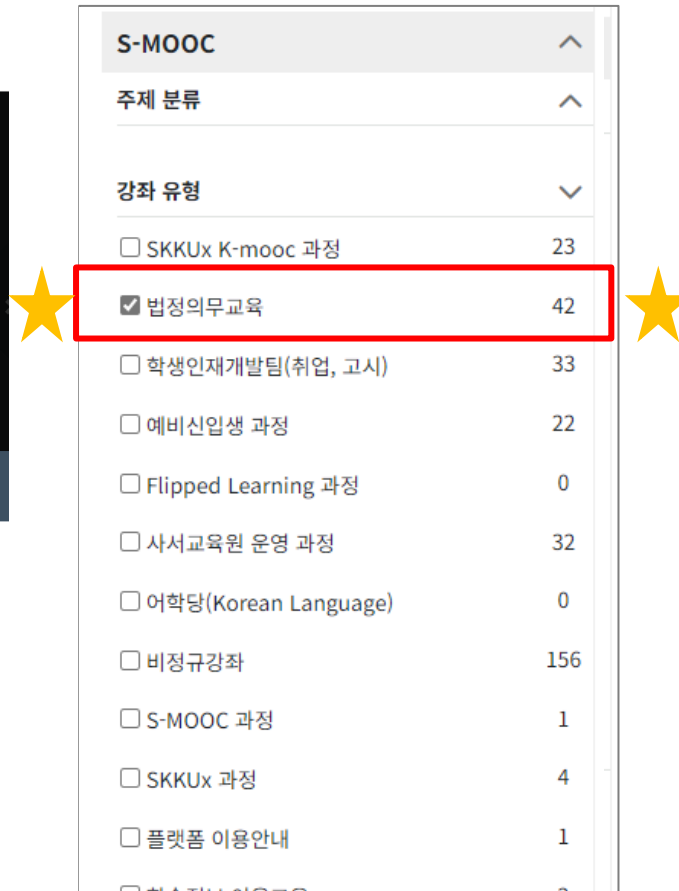 S-MOOC
주제 분류
강좌 유형
SKKUx K-mooc 과정 23
법정의무교육 42
학생인재개발팀(취업, 고시) 33
예비신입생 과정 22
Flipped Learning 과정 0
사서교육원 운영 과정 32
어학당(Korean Language) 0
비정규강좌 156
S-MOOC 과정 1
SKKUx 과정 4
플랫폼 이용안내 1